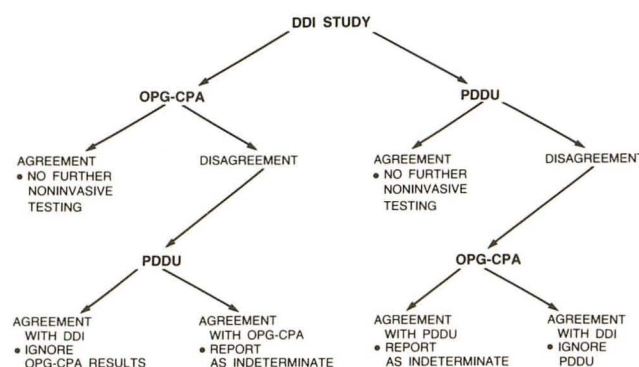 DDI STUDY
OPG-CPA
PDDU
AGREEMENT
• NO FURTHER
NONINVASIVE
TESTING
DISAGREEMENT
AGREEMENT
• NO FURTHER
NONINVASIVE
TESTING
DISAGREEMENT
PDDU
OPG-CPA
AGREEMENT
WITH DDI
• IGNORE
OPG-CPA RESULTS
AGREEMENT
WITH OPG-CPA
• REPORT
AS INDETERMINATE
AGREEMENT
WITH PDDU
• REPORT
AS INDETERMINATE
AGREEMENT
WITH DDI
• IGNORE
PDDU